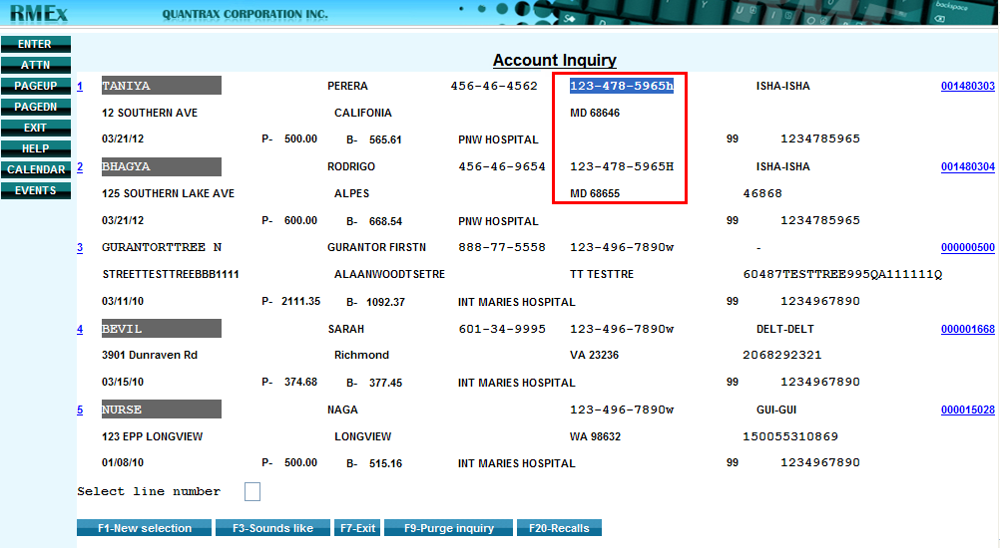 RMEx QUANTRAX CORPORATION INC. backspace
ENTER
ATTN
PAGEUP
PAGEDN
EXIT
HELP
CALENDAR
EVENTS
Account Inquiry
1 TANIYA PERERA 456-46-4562 123-478-5965h ISHA-ISHA 001480303
12 SOUTHERN AVE CALIFONIA MD 68646
03/21/12 P- 500.00 B- 565.61 PNW HOSPITAL 99 1234785965
2 BHAGYA RODRIGO 456-46-9654 123-478-5965H ISHA-ISHA 001480304
125 SOUTHERN LAKE AVE ALPES MD 68655 46868
03/21/12 P- 600.00 B- 668.54 PNW HOSPITAL 99 1234785965
3 GURANTORTTREE N GURANTOR FIRSTN 888-77-5558 123-496-7890w - 000000500
STREETTESTTREEBBB1111 ALAANWOODTSETRE TT TESTTRE 60487TESTTREE995QA111111Q
03/11/10 P- 2111.35 B- 1092.37 INT MARIES HOSPITAL 99 1234967890
4 BEVIL SARAH 601-34-9995 123-496-7890w DELT-DELT 000001668
3901 Dunraven Rd Richmond VA 23236 2068292321
03/15/10 P- 374.68 B- 377.45 INT MARIES HOSPITAL 99 1234967890
5 NURSE NAGA 123-496-7890w GUI-GUI 000015028
123 EPP LONGVIEW LONGVIEW WA 98632 150055310869
01/08/10 P- 500.00 B- 515.16 INT MARIES HOSPITAL 99 1234967890
Select line number
F1-New selection F3-Sounds like F7-Exit F9-Purge inquiry F20-Recalls